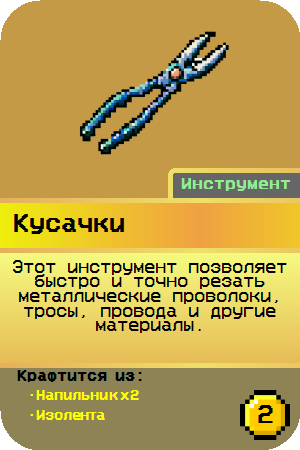 Инструмент
Кусачки
Этот инструмент позволяет
быстро и точно резать
металлические проволоки,
тросы, провода и другие
материалы.
Крафтится из:
·Напильник x2
·Изолента
2